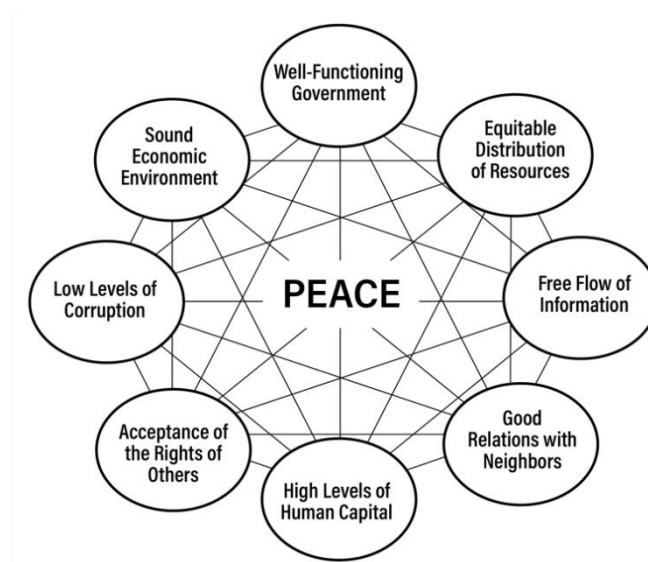 Well-Functioning
Government
Equitable
Distribution
of Resources
Free Flow of
Information
Good
Relations with
Neighbors
High Levels of
Human Capital
Acceptance of
the Rights of
Others
Low Levels of
Corruption
Sound
Economic
Environment
PEACE